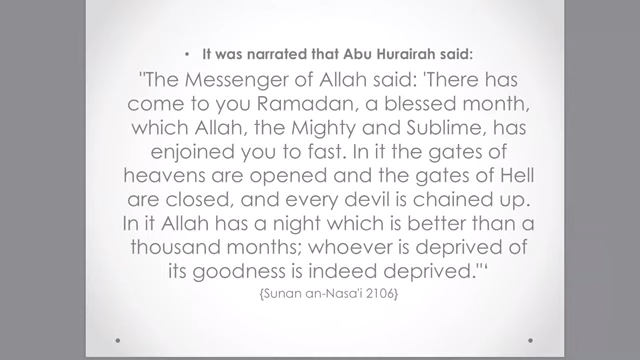 • It was narrated that Abu Hurairah said:
"The Messenger of Allah said: 'There has
come to you Ramadan, a blessed month,
which Allah, the Mighty and Sublime, has
enjoined you to fast. In it the gates of
heavens are opened and the gates of Hell
are closed, and every devil is chained up.
In it Allah has a night which is better than a
thousand months; whoever is deprived of
its goodness is indeed deprived."‘
{Sunan an-Nasa'i 2106}